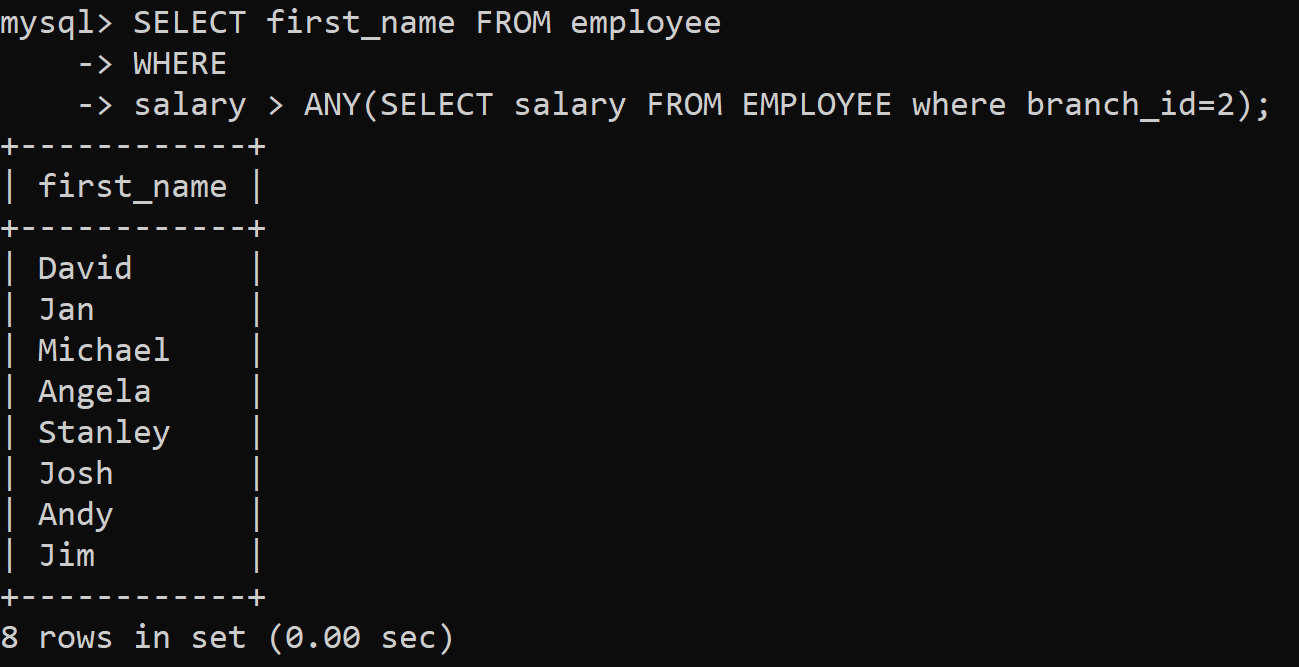 mysql> SELECT first_name FROM employee
    -> WHERE
    -> salary > ANY(SELECT salary FROM EMPLOYEE where branch_id=2);
+------------+
| first_name |
+------------+
| David      |
| Jan        |
| Michael    |
| Angela     |
| Stanley    |
| Josh       |
| Andy       |
| Jim        |
+------------+
8 rows in set (0.00 sec)